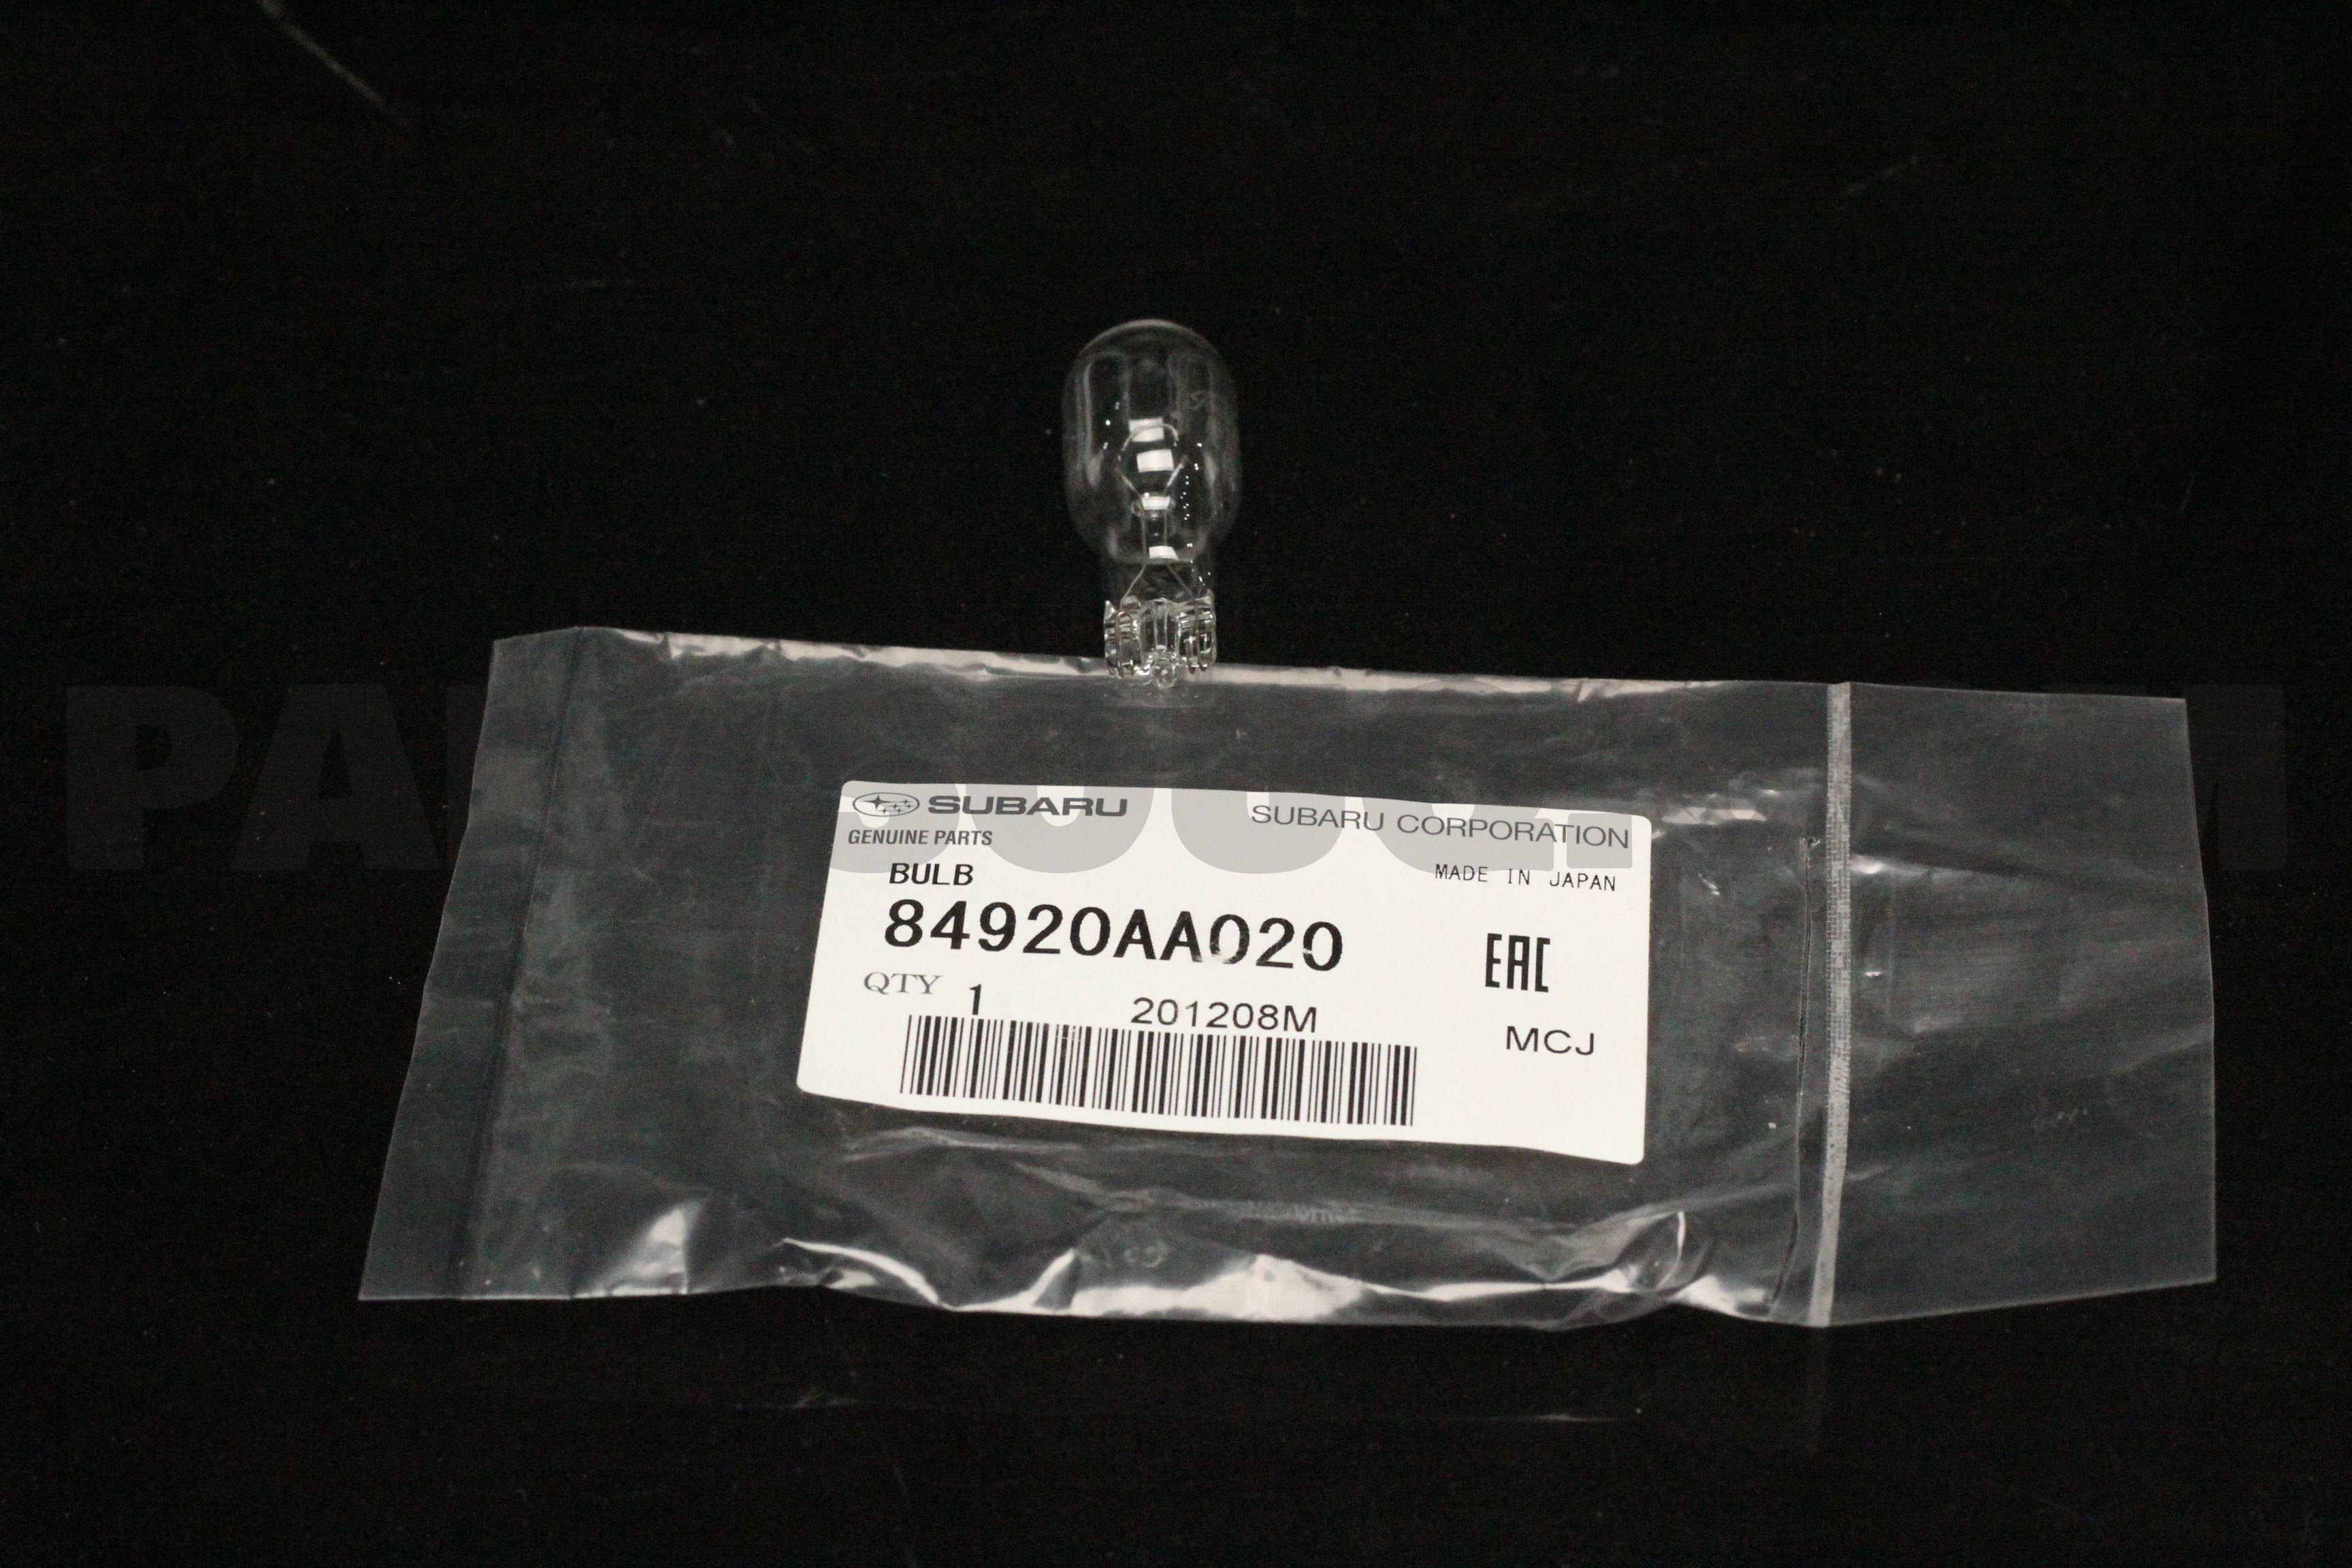 SUBARU
SUBARU CORPORATION
GENUINE PARTS
BULB
MADE IN JAPAN
84920AA020
EAC
QTY 1
201208M
MCJ